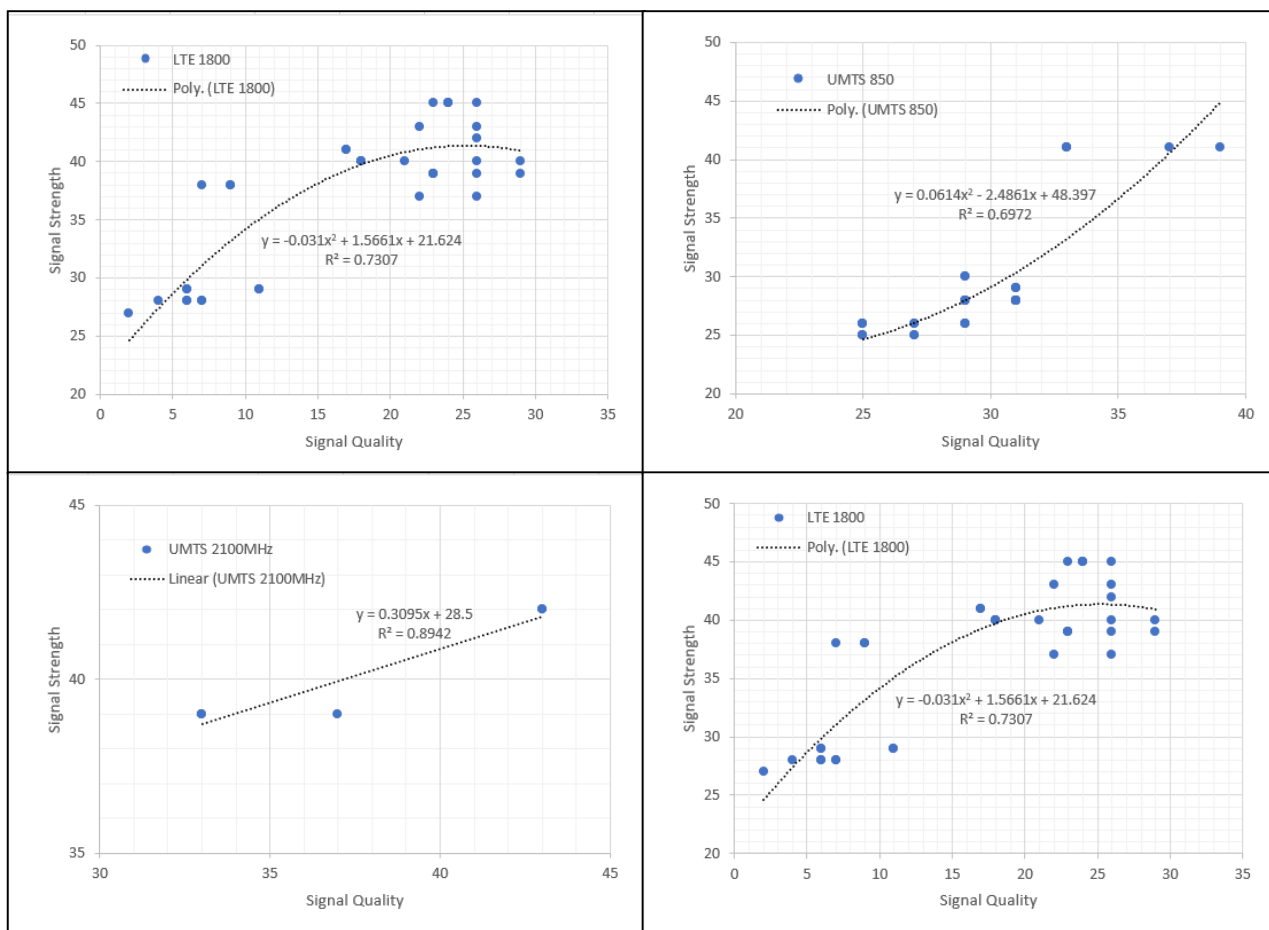 50
45
40
35
30
25
20
Signal Strength
LTE 1800
Poly. (LTE 1800)
y = -0.031x² + 1.5661x + 21.624
R² = 0.7307
0 5 10 15 20 25 30 35
Signal Quality
50
45
40
35
30
25
20
Signal Strength
UMTS 850
Poly. (UMTS 850)
y = 0.0614x² - 2.4861x + 48.397
R² = 0.6972
20 25 30 35 40
Signal Quality
45
40
35
Signal Strength
UMTS 2100MHz
Linear (UMTS 2100MHz)
y = 0.3095x + 28.5
R² = 0.8942
30 35 40 45
Signal Quality
50
45
40
35
30
25
20
Signal Strength
LTE 1800
Poly. (LTE 1800)
y = -0.031x² + 1.5661x + 21.624
R² = 0.7307
0 5 10 15 20 25 30 35
Signal Quality